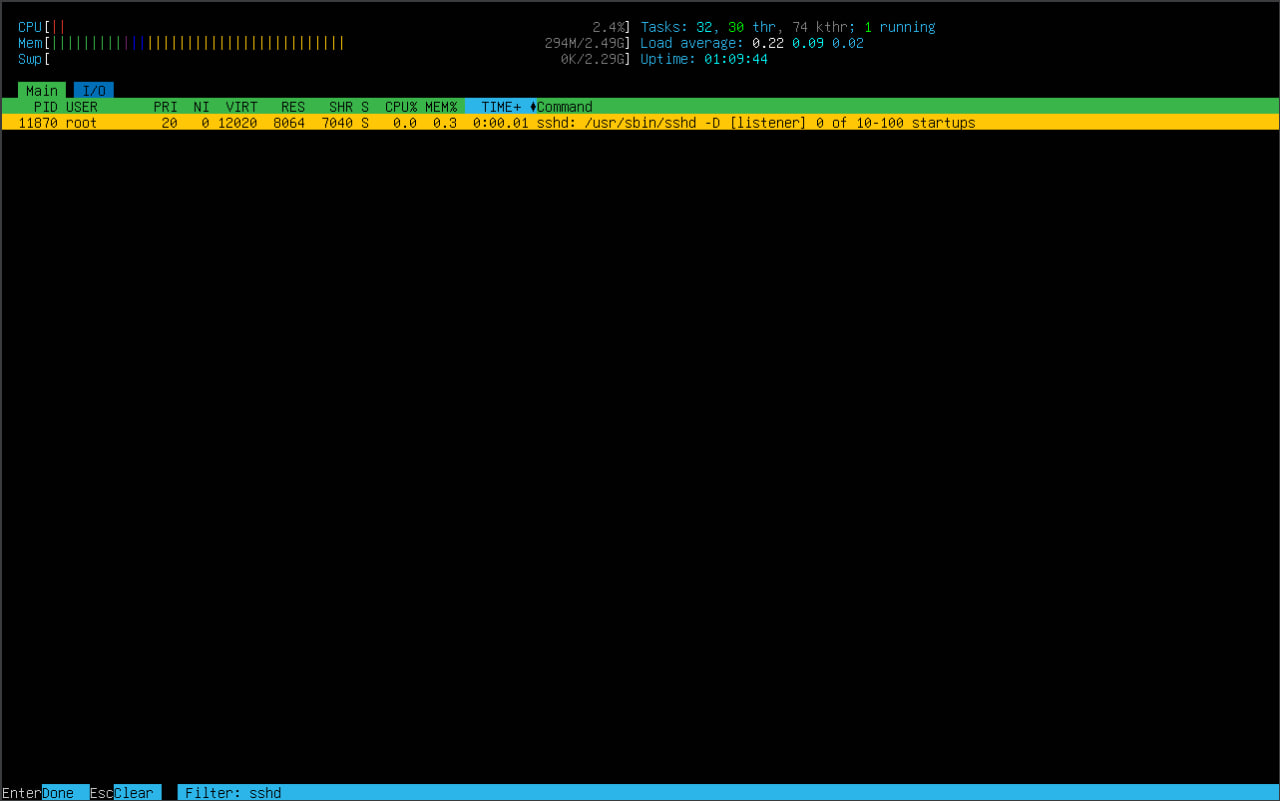 CPU[|| 2.4%] Tasks: 32, 30 thr, 74 kthr; 1 running
Mem[||||||||||||||||||||||||||||||||||||| 294M/2.49G] Load average: 0.22 0.09 0.02
Swp[ 0K/2.29G] Uptime: 01:09:44
Main I/O
PID USER PRI NI VIRT RES SHR S CPU% MEM% TIME+ Command
11870 root 20 0 12020 8064 7040 S 0.0 0.3 0:00.01 sshd: /usr/sbin/sshd -D [listener] 0 of 10-100 startups
EnterDone EscClear Filter: sshd